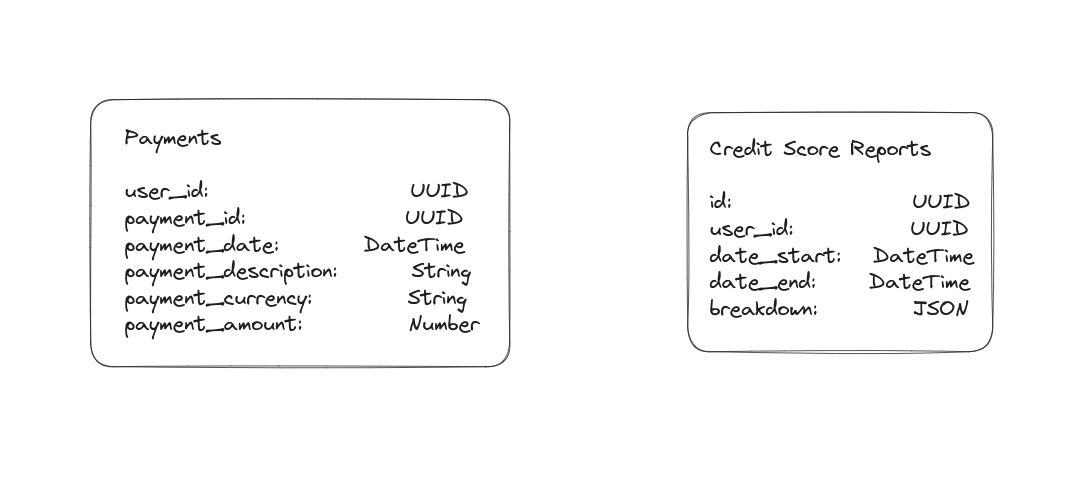 Payments
user_id: UUID
payment_id: UUID
payment_date: DateTime
payment_description: String
payment_currency: String
payment_amount: Number
Credit Score Reports
id: UUID
user_id: UUID
date_start: DateTime
date_end: DateTime
breakdown: JSON